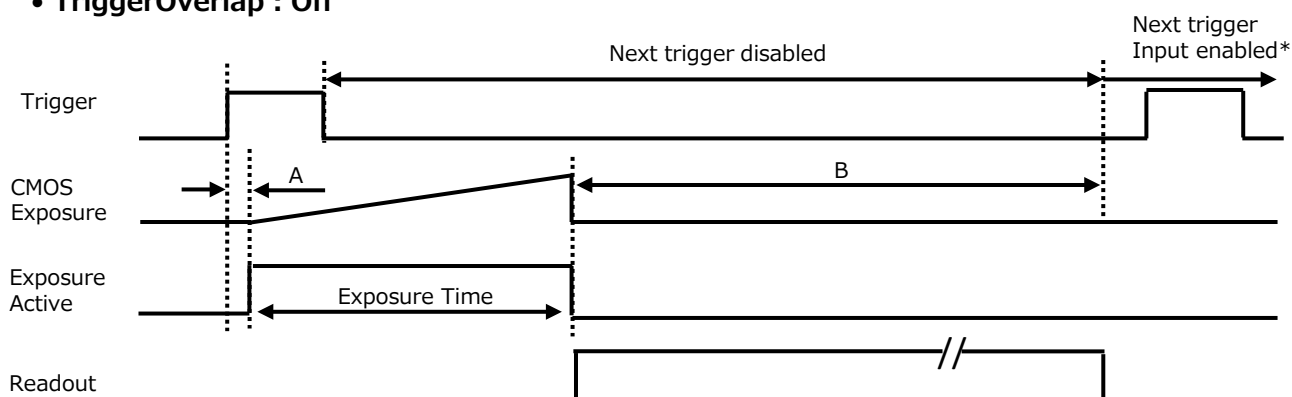 • TriggerOverlap : Off
Next trigger
Input enabled*
Next trigger disabled
Trigger
A
B
CMOS
Exposure
Exposure
Active
Exposure Time
Readout